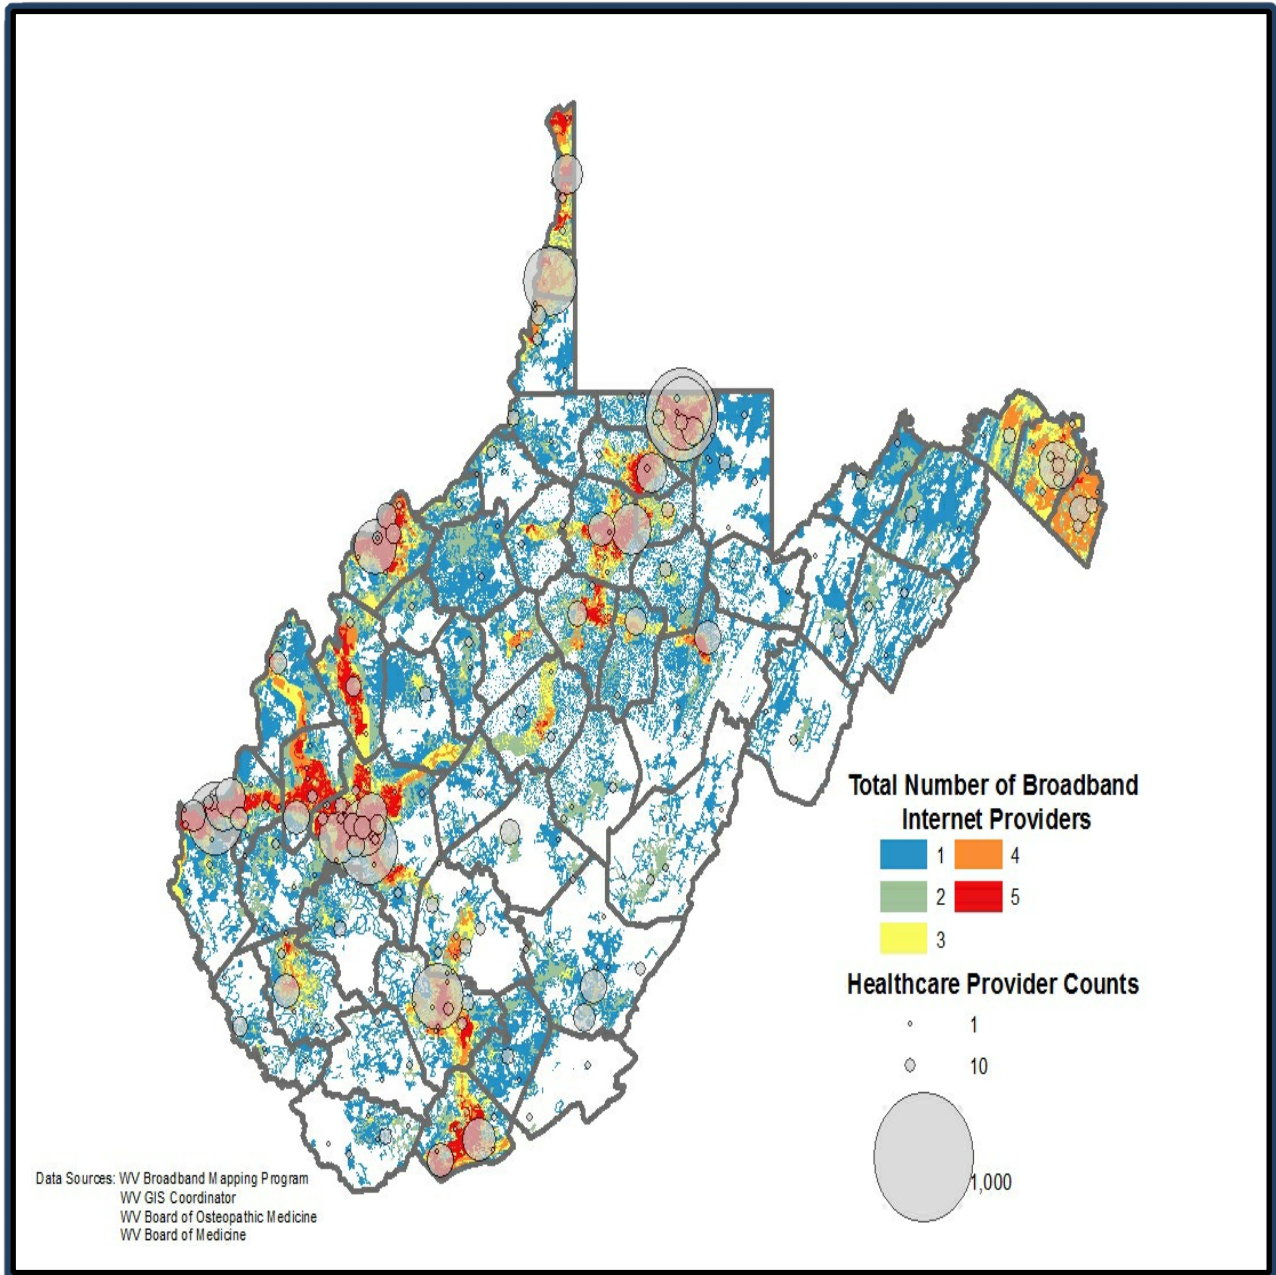 Total Number of Broadband
Internet Providers
1 4
2 5
3
Healthcare Provider Counts
1
10
1,000
Data Sources: WV Broadband Mapping Program
WV GIS Coordinator
WV Board of Osteopathic Medicine
WV Board of Medicine